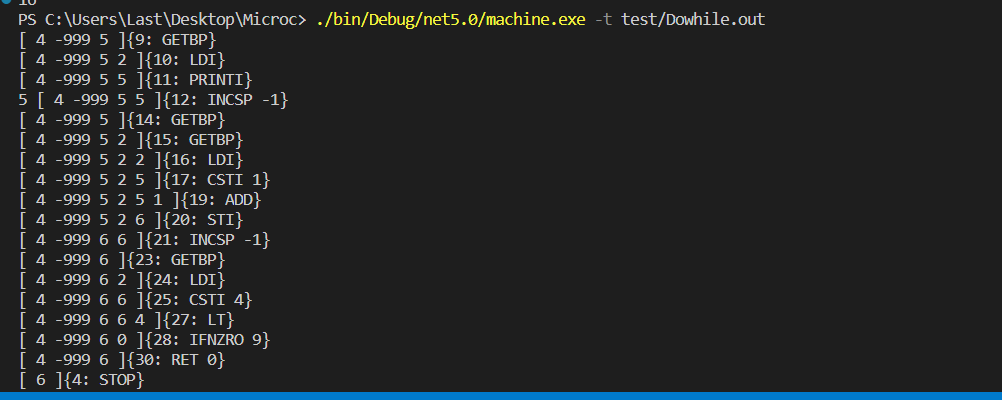 PS C:\Users\Last\Desktop\Microc> ./bin/Debug/net5.0/machine.exe -t test/Dowhile.out
[ 4 -999 5 ]{9: GETBP}
[ 4 -999 5 2 ]{10: LDI}
[ 4 -999 5 5 ]{11: PRINTI}
5 [ 4 -999 5 5 ]{12: INCSP -1}
[ 4 -999 5 ]{14: GETBP}
[ 4 -999 5 2 ]{15: GETBP}
[ 4 -999 5 2 2 ]{16: LDI}
[ 4 -999 5 2 5 ]{17: CSTI 1}
[ 4 -999 5 2 5 1 ]{19: ADD}
[ 4 -999 5 2 6 ]{20: STI}
[ 4 -999 6 6 ]{21: INCSP -1}
[ 4 -999 6 ]{23: GETBP}
[ 4 -999 6 2 ]{24: LDI}
[ 4 -999 6 6 ]{25: CSTI 4}
[ 4 -999 6 6 4 ]{27: LT}
[ 4 -999 6 0 ]{28: IFNZRO 9}
[ 4 -999 6 ]{30: RET 0}
[ 6 ]{4: STOP}